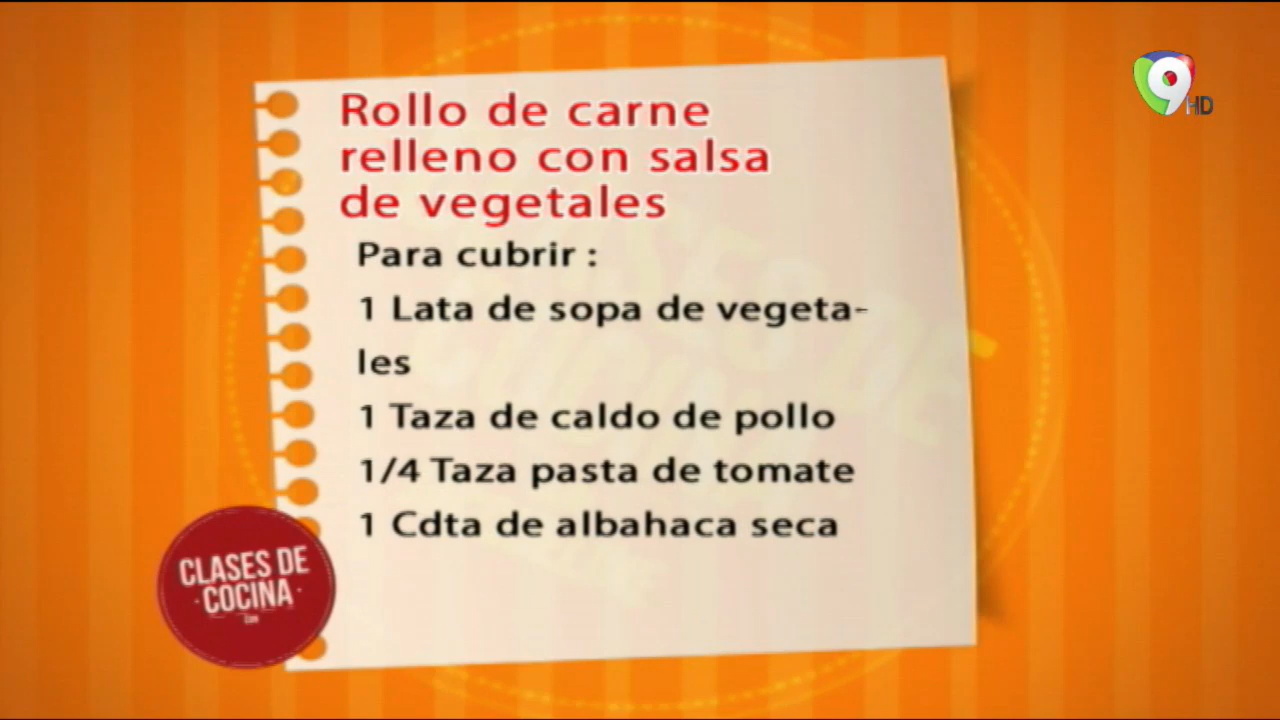 Rollo de carne
relleno con salsa
de vegetales
Para cubrir :
1 Lata de sopa de vegeta-
les
1 Taza de caldo de pollo
1/4 Taza pasta de tomate
1 Cdta de albahaca seca
CLASES DE
· COCINA ·
Con
9 HD